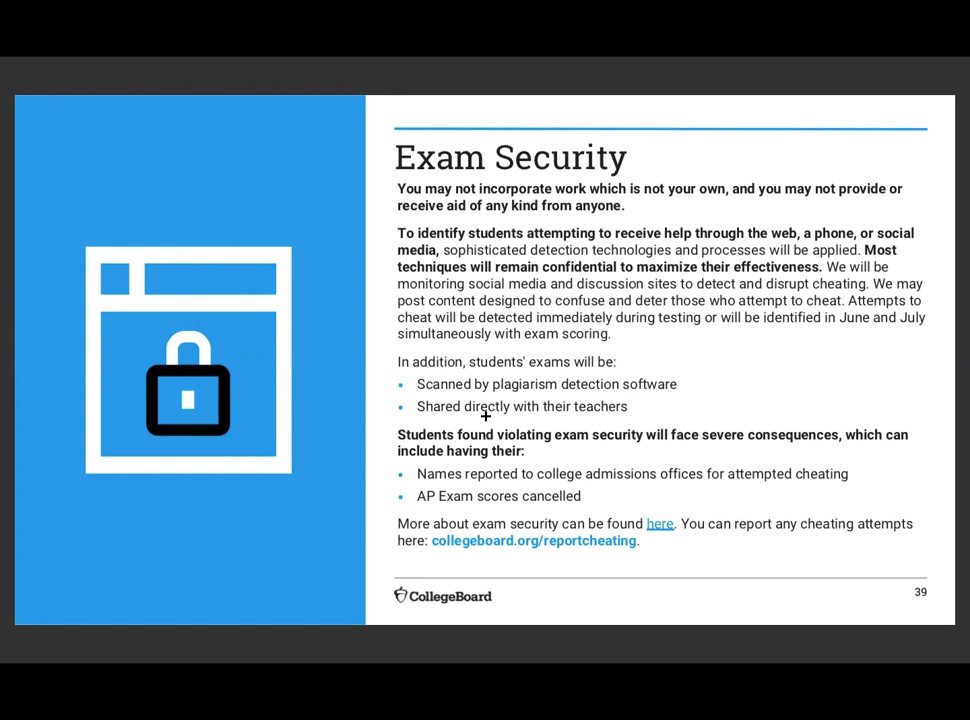 Exam Security
You may not incorporate work which is not your own, and you may not provide or
receive aid of any kind from anyone.
To identify students attempting to receive help through the web, a phone, or social
media, sophisticated detection technologies and processes will be applied. Most
techniques will remain confidential to maximize their effectiveness. We will be
monitoring social media and discussion sites to detect and disrupt cheating. We may
post content designed to confuse and deter those who attempt to cheat. Attempts to
cheat will be detected immediately during testing or will be identified in June and July
simultaneously with exam scoring.
In addition, students' exams will be:
• Scanned by plagiarism detection software
• Shared directly with their teachers
Students found violating exam security will face severe consequences, which can
include having their:
• Names reported to college admissions offices for attempted cheating
• AP Exam scores cancelled
More about exam security can be found here. You can report any cheating attempts
here: collegeboard.org/reportcheating.
CollegeBoard
39